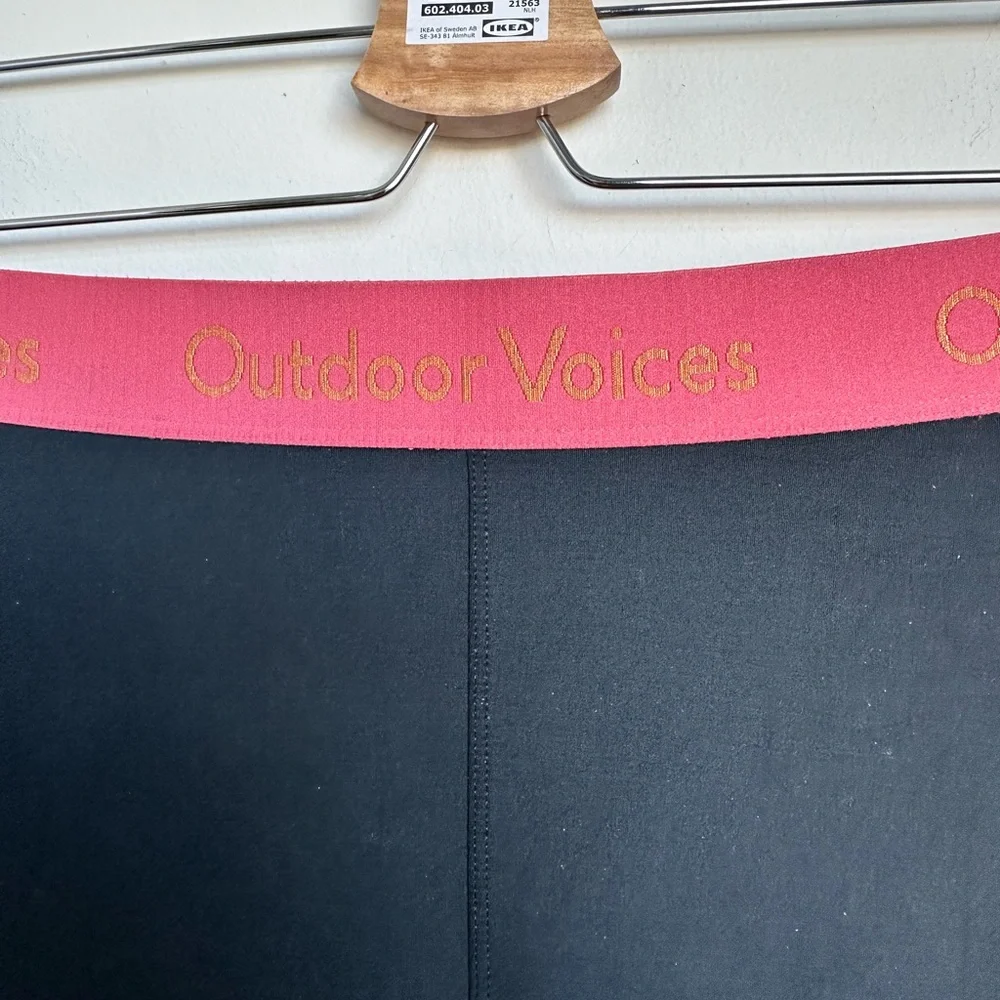 602.404.03
21563
NLH
IKEA of Sweden AB
SE-343 81 Älmhult
IKEA®
es Outdoor Voices O